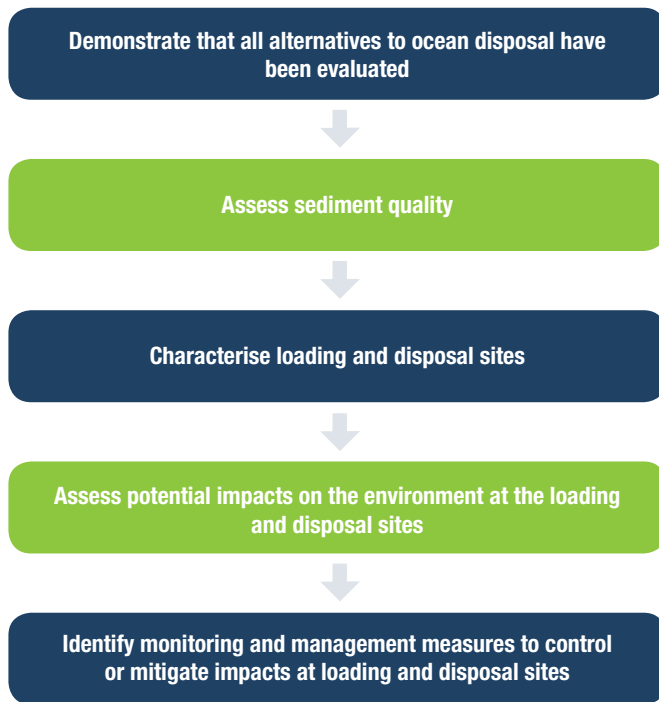 Demonstrate that all alternatives to ocean disposal have
been evaluated
Assess sediment quality
Characterise loading and disposal sites
Assess potential impacts on the environment at the loading
and disposal sites
Identify monitoring and management measures to control
or mitigate impacts at loading and disposal sites